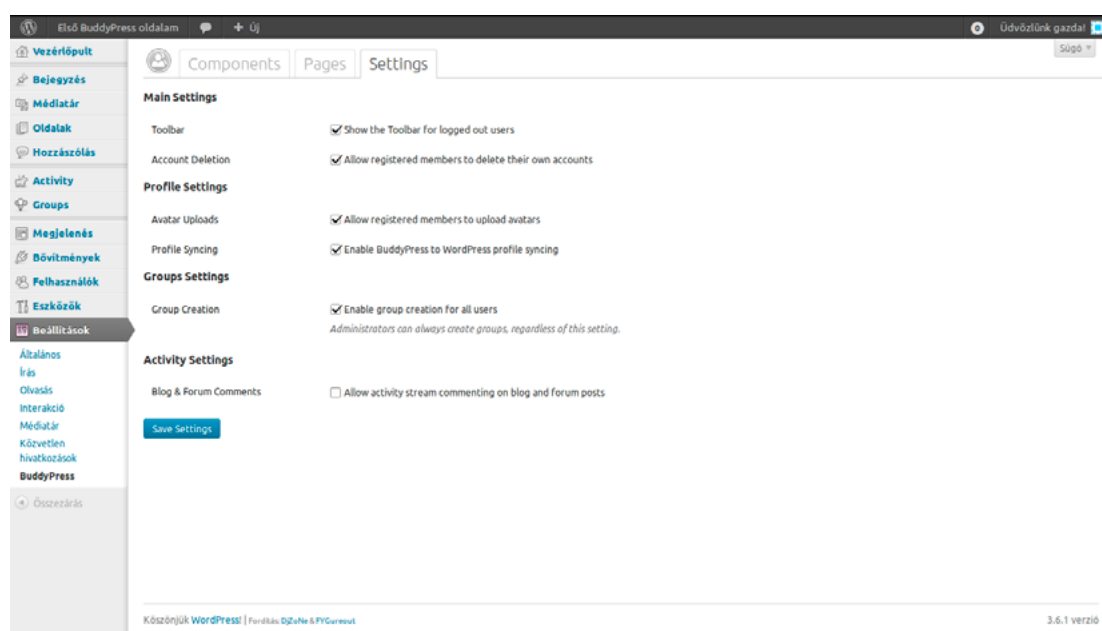 Első BuddyPress oldalam + Új 0 Üdvözlünk gazda!
Súgó
Vezérlőpult
Bejegyzés
Médiatár
Oldalak
Hozzászólás
Activity
Groups
Megjelenés
Bővítmények
Felhasználók
Eszközök
Beállítások
Általános
Írás
Olvasás
Interakció
Médiatár
Közvetlen
hivatkozások
BuddyPress
Összezárás
Components Pages Settings
Main Settings
Toolbar Show the Toolbar for logged out users
Account Deletion Allow registered members to delete their own accounts
Profile Settings
Avatar Uploads Allow registered members to upload avatars
Profile Syncing Enable BuddyPress to WordPress profile syncing
Groups Settings
Group Creation Enable group creation for all users
Administrators can always create groups, regardless of this setting.
Activity Settings
Blog & Forum Comments Allow activity stream commenting on blog and forum posts
Save Settings
Köszönjük WordPress! | Fordítás: DjZoNe & FYGureout 3.6.1 verzió